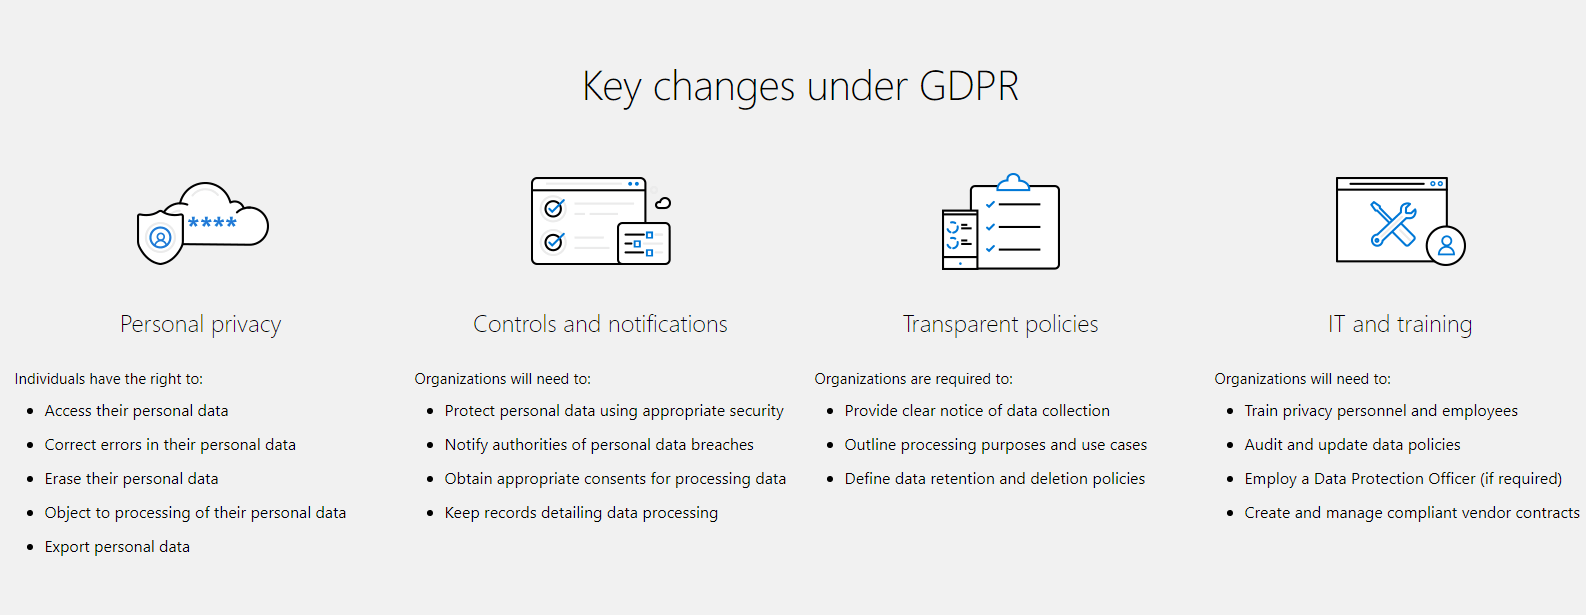 Key changes under GDPR
****
Personal privacy
Individuals have the right to:
• Access their personal data
• Correct errors in their personal data
• Erase their personal data
• Object to processing of their personal data
• Export personal data
Controls and notifications
Organizations will need to:
• Protect personal data using appropriate security
• Notify authorities of personal data breaches
• Obtain appropriate consents for processing data
• Keep records detailing data processing
Transparent policies
Organizations are required to:
• Provide clear notice of data collection
• Outline processing purposes and use cases
• Define data retention and deletion policies
IT and training
Organizations will need to:
• Train privacy personnel and employees
• Audit and update data policies
• Employ a Data Protection Officer (if required)
• Create and manage compliant vendor contracts